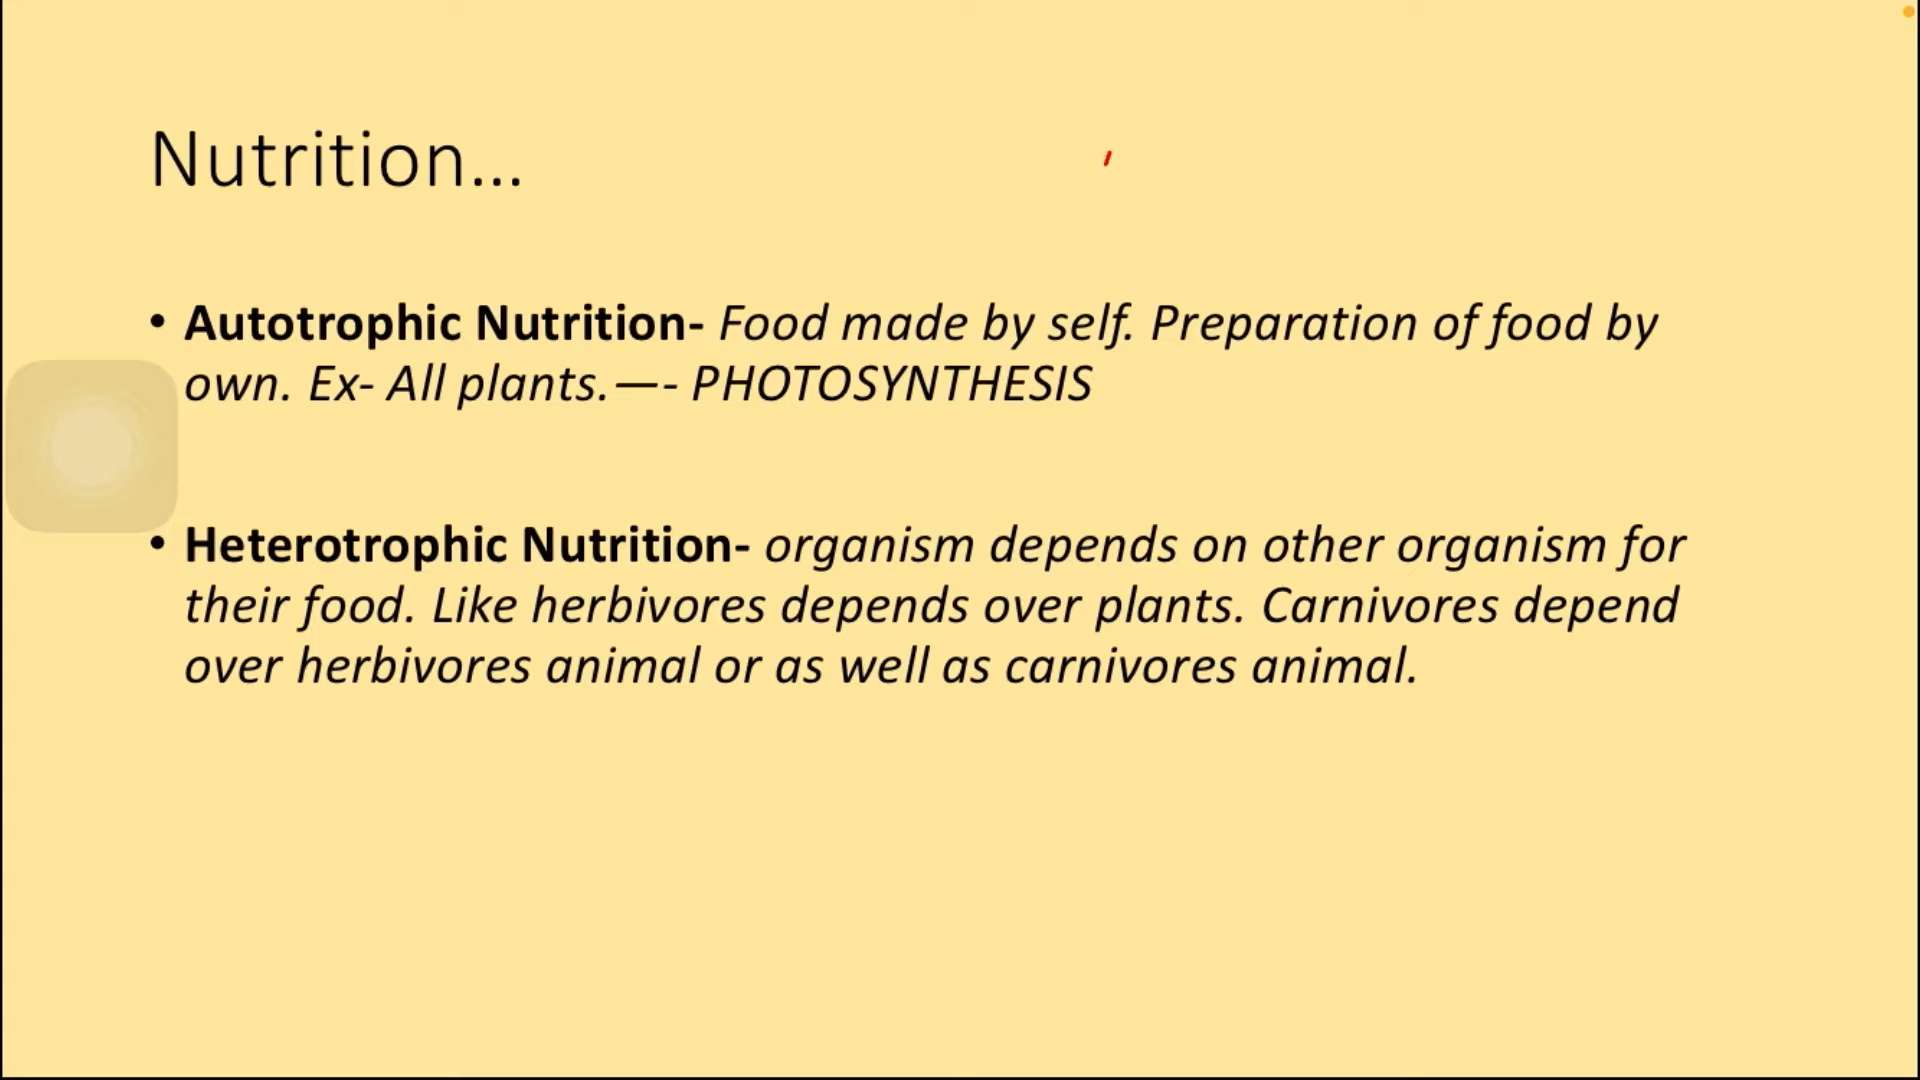 Nutrition...
• Autotrophic Nutrition- Food made by self. Preparation of food by
own. Ex- All plants.—- PHOTOSYNTHESIS
• Heterotrophic Nutrition- organism depends on other organism for
their food. Like herbivores depends over plants. Carnivores depend
over herbivores animal or as well as carnivores animal.